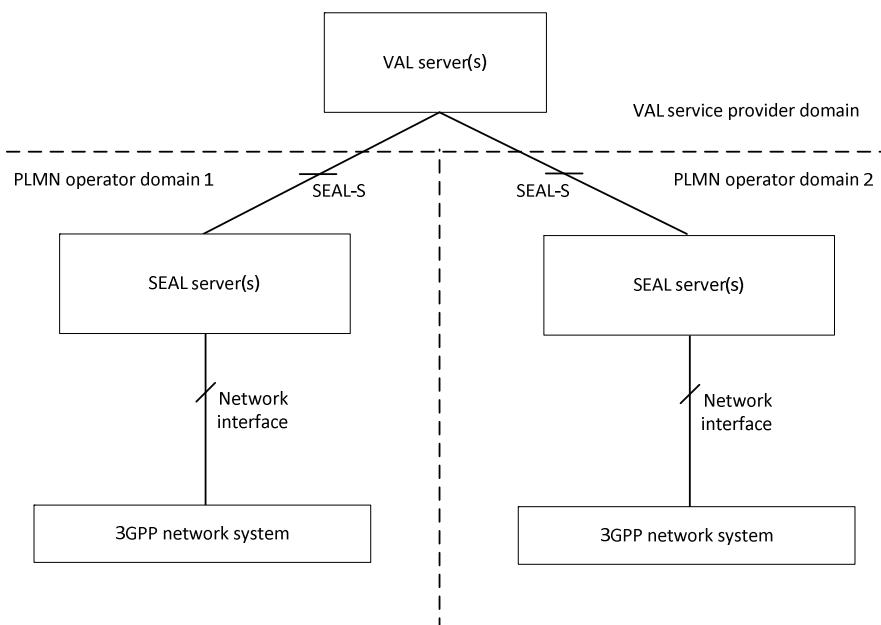 VAL server(s)
VAL service provider domain
PLMN operator domain 1
PLMN operator domain 2
SEAL-S
SEAL-S
SEAL server(s)
SEAL server(s)
Network
interface
Network
interface
3GPP network system
3GPP network system